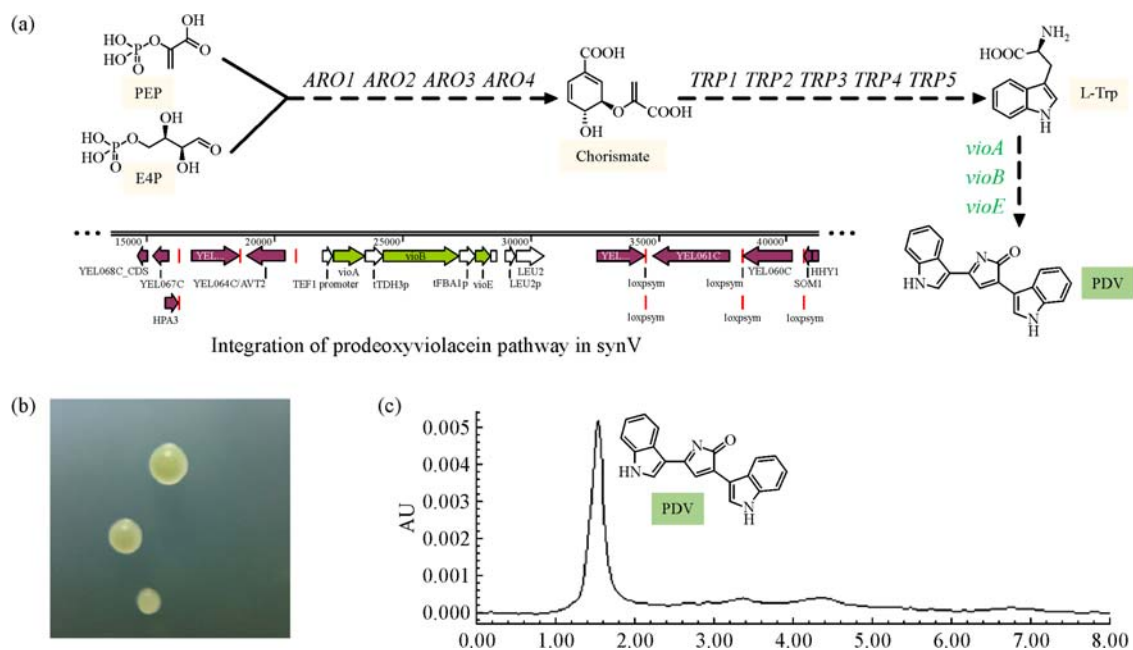 (a)
HO
HO
P
O
O
OH
O
PEP
HO
HO
P
O
O
OH
OH
O
E4P
ARO1 ARO2 ARO3 ARO4
COOH
O
COOH
OH
Chorismate
TRP1 TRP2 TRP3 TRP4 TRP5
NH2
HOOC
N
H
L-Trp
vioA
vioB
vioE
15000 20000 25000 30000 35000 40000
YEL... vioB YEL... YEL061C
YEL068C_CDS YEL067C YEL064C/AVT2 TEF1 promoter vioA tTDH3p tFBA1p vioE LEU2p LEU2 loxpsym loxpsym YEL060C SOM1 HHY1
HPA3 loxpsym loxpsym loxpsym
Integration of prodeoxyviolacein pathway in synV
HN
N
O
N
H
PDV
(b)
(c)
AU
0.005
0.004
0.003
0.002
0.001
0.000
HN
N
O
N
H
PDV
0.00 1.00 2.00 3.00 4.00 5.00 6.00 7.00 8.00